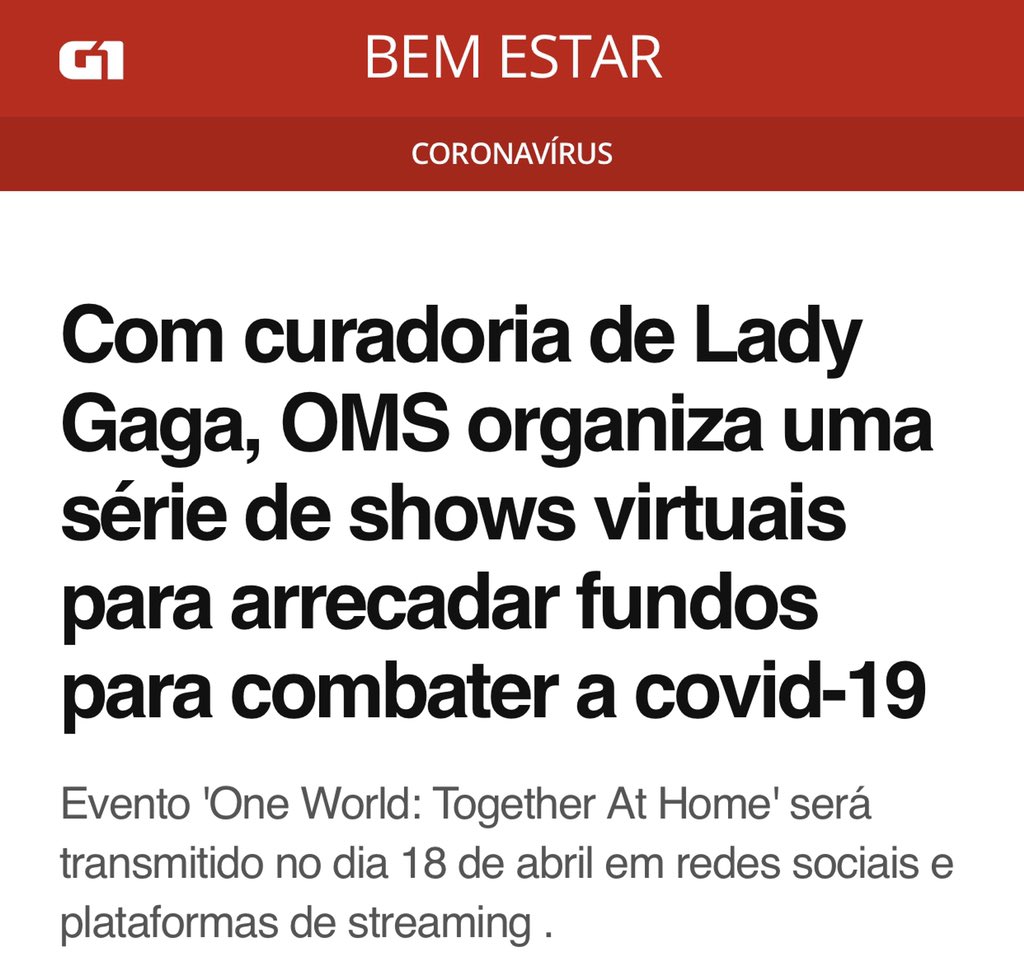 G1
BEM ESTAR
CORONAVÍRUS
Com curadoria de Lady
Gaga, OMS organiza uma
série de shows virtuais
para arrecadar fundos
para combater a covid-19
Evento 'One World: Together At Home' será
transmitido no dia 18 de abril em redes sociais e
plataformas de streaming .